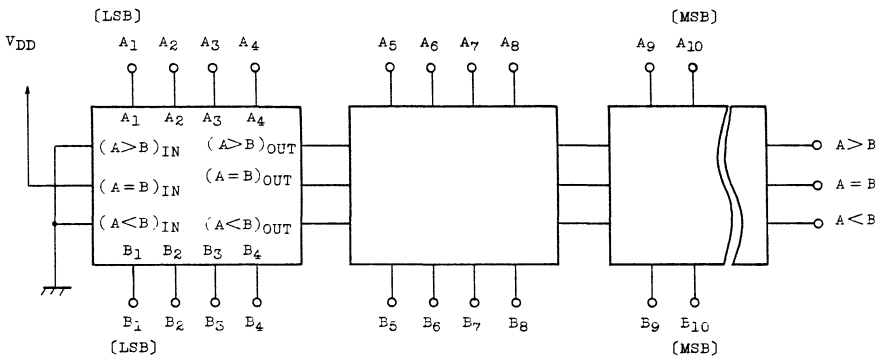 [LSB] [MSB]
V_DD A1 A2 A3 A4 A5 A6 A7 A8 A9 A10
A1 A2 A3 A4
(A>B)IN (A>B)OUT A>B
(A=B)IN (A=B)OUT A=B
(A<B)IN (A<B)OUT A<B
B1 B2 B3 B4
B1 B2 B3 B4 B5 B6 B7 B8 B9 B10
[LSB] [MSB]